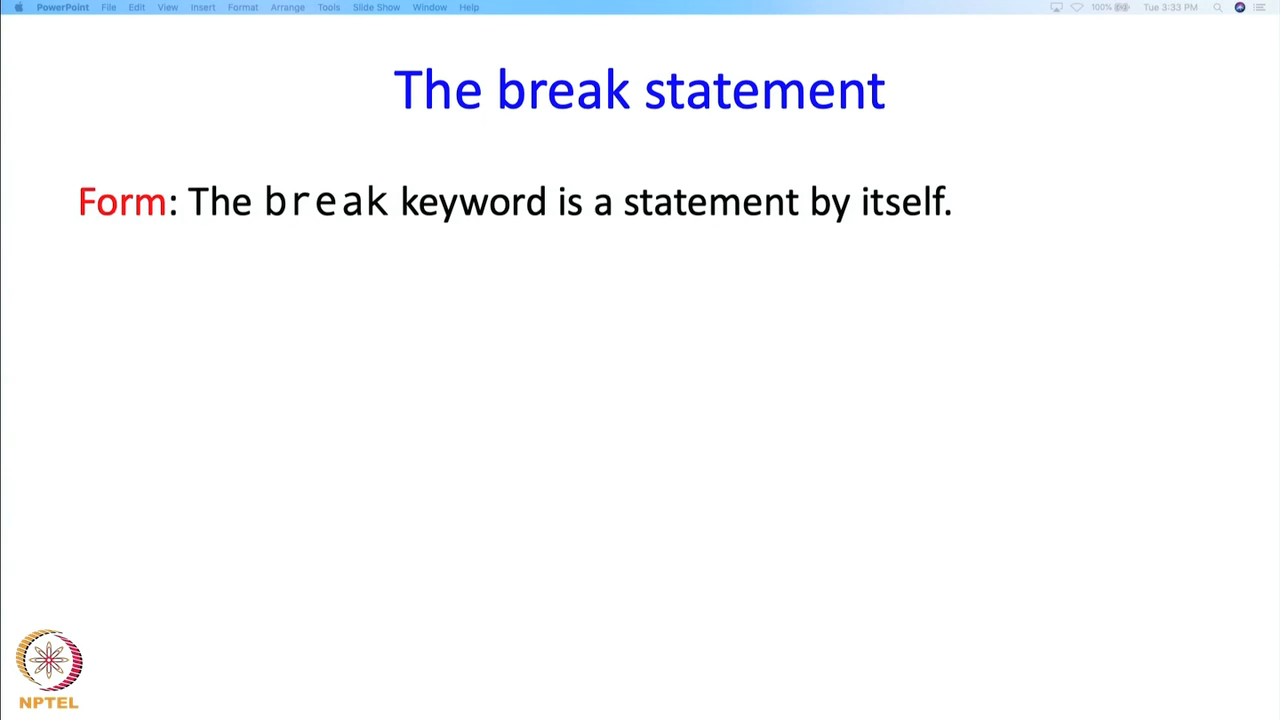 PowerPoint File Edit View Insert Format Arrange Tools Slide Show Window Help 100% Tue 3:33 PM
The break statement
Form: The break keyword is a statement by itself.
NPTEL